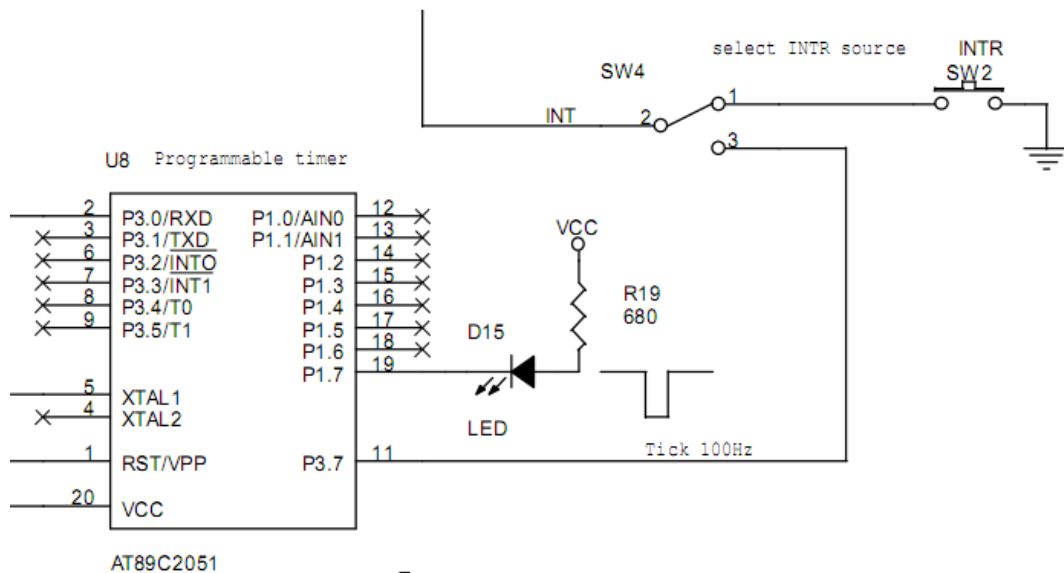 select INTR source
INTR
SW4
SW2
1
INT
2
3
U8 Programmable timer
2 P3.0/RXD P1.0/AIN0 12
3 P3.1/TXD P1.1/AIN1 13
6 P3.2/INTO P1.2 14
7 P3.3/INT1 P1.3 15
8 P3.4/T0 P1.4 16
9 P3.5/T1 P1.5 17
P1.6 18
P1.7 19
VCC
R19
680
D15
LED
5 XTAL1
4 XTAL2
Tick 100Hz
1 RST/VPP P3.7 11
20 VCC
AT89C2051